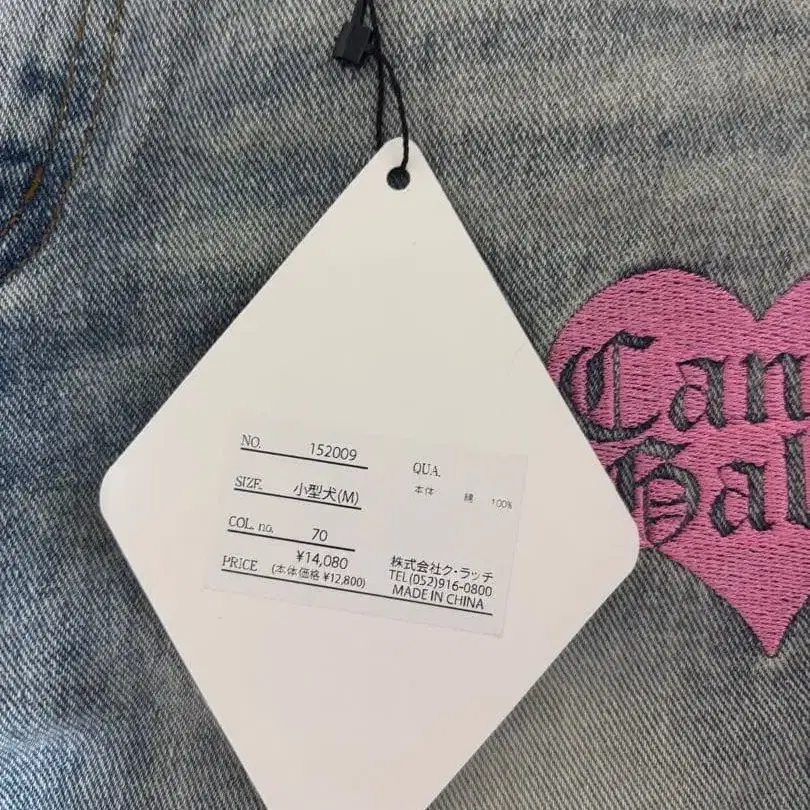 NO. 152009
SIZE. 小型犬(M)
COL. no. 70
PRICE ¥14,080
(本体価格 ¥12,800)
QUA.
本体 綿 100%
株式会社ク・ラッチ
TEL(052)916-0800
MADE IN CHINA
Can
Hal